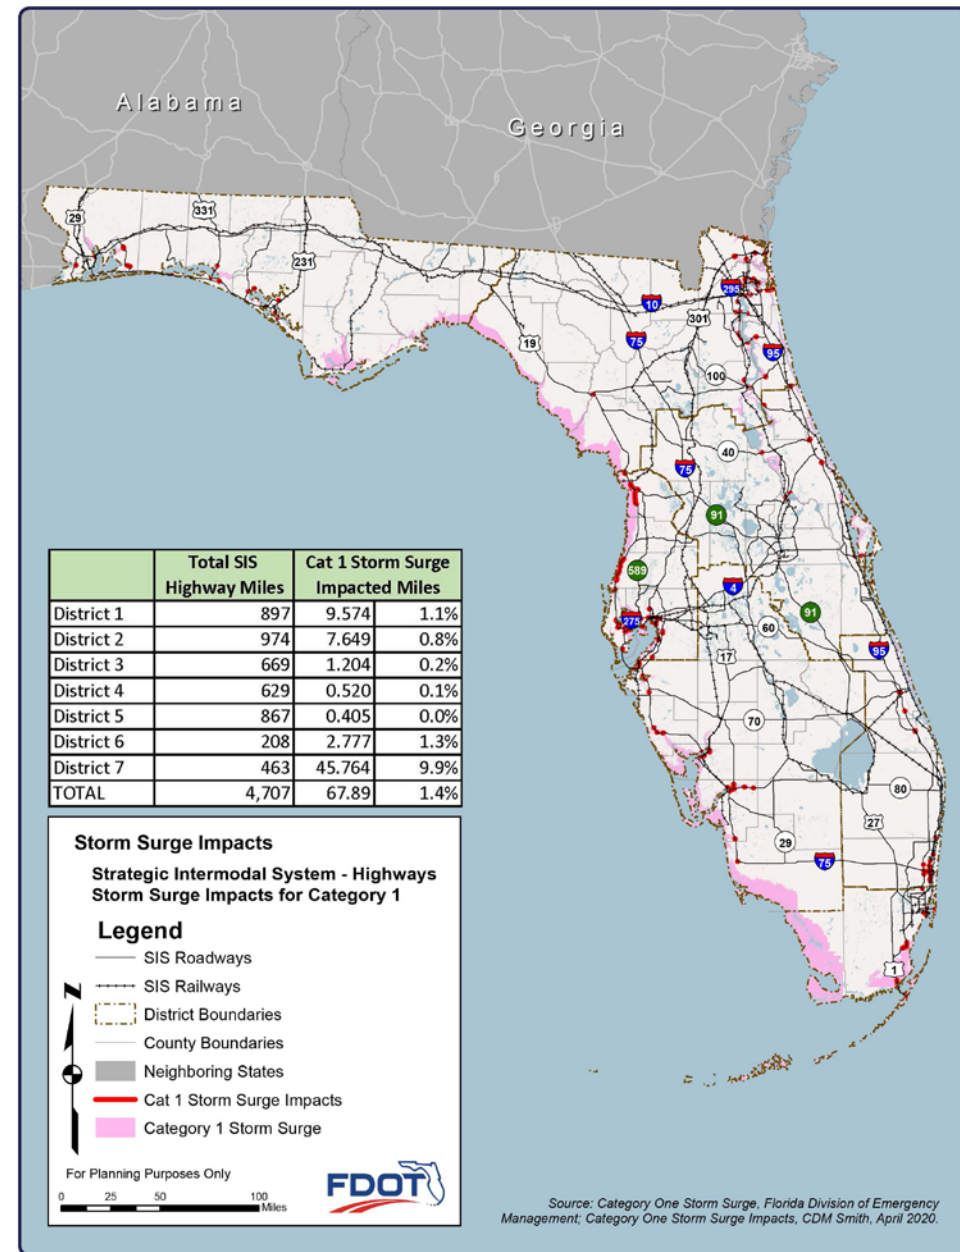 Alabama
Georgia
29
331
231
10
295
301
19
75
95
100
40
75
91
589
4
91
275
60
17
95
70
80
27
29
75
1
Total SIS Highway Miles Cat 1 Storm Surge Impacted Miles
District 1 897 9.574 1.1%
District 2 974 7.649 0.8%
District 3 669 1.204 0.2%
District 4 629 0.520 0.1%
District 5 867 0.405 0.0%
District 6 208 2.777 1.3%
District 7 463 45.764 9.9%
TOTAL 4,707 67.89 1.4%
Storm Surge Impacts
Strategic Intermodal System - Highways
Storm Surge Impacts for Category 1
Legend
SIS Roadways
SIS Railways
District Boundaries
County Boundaries
Neighboring States
Cat 1 Storm Surge Impacts
Category 1 Storm Surge
N
For Planning Purposes Only
0 25 50 100
Miles
FDOT
Source: Category One Storm Surge, Florida Division of Emergency
Management; Category One Storm Surge Impacts, CDM Smith, April 2020.